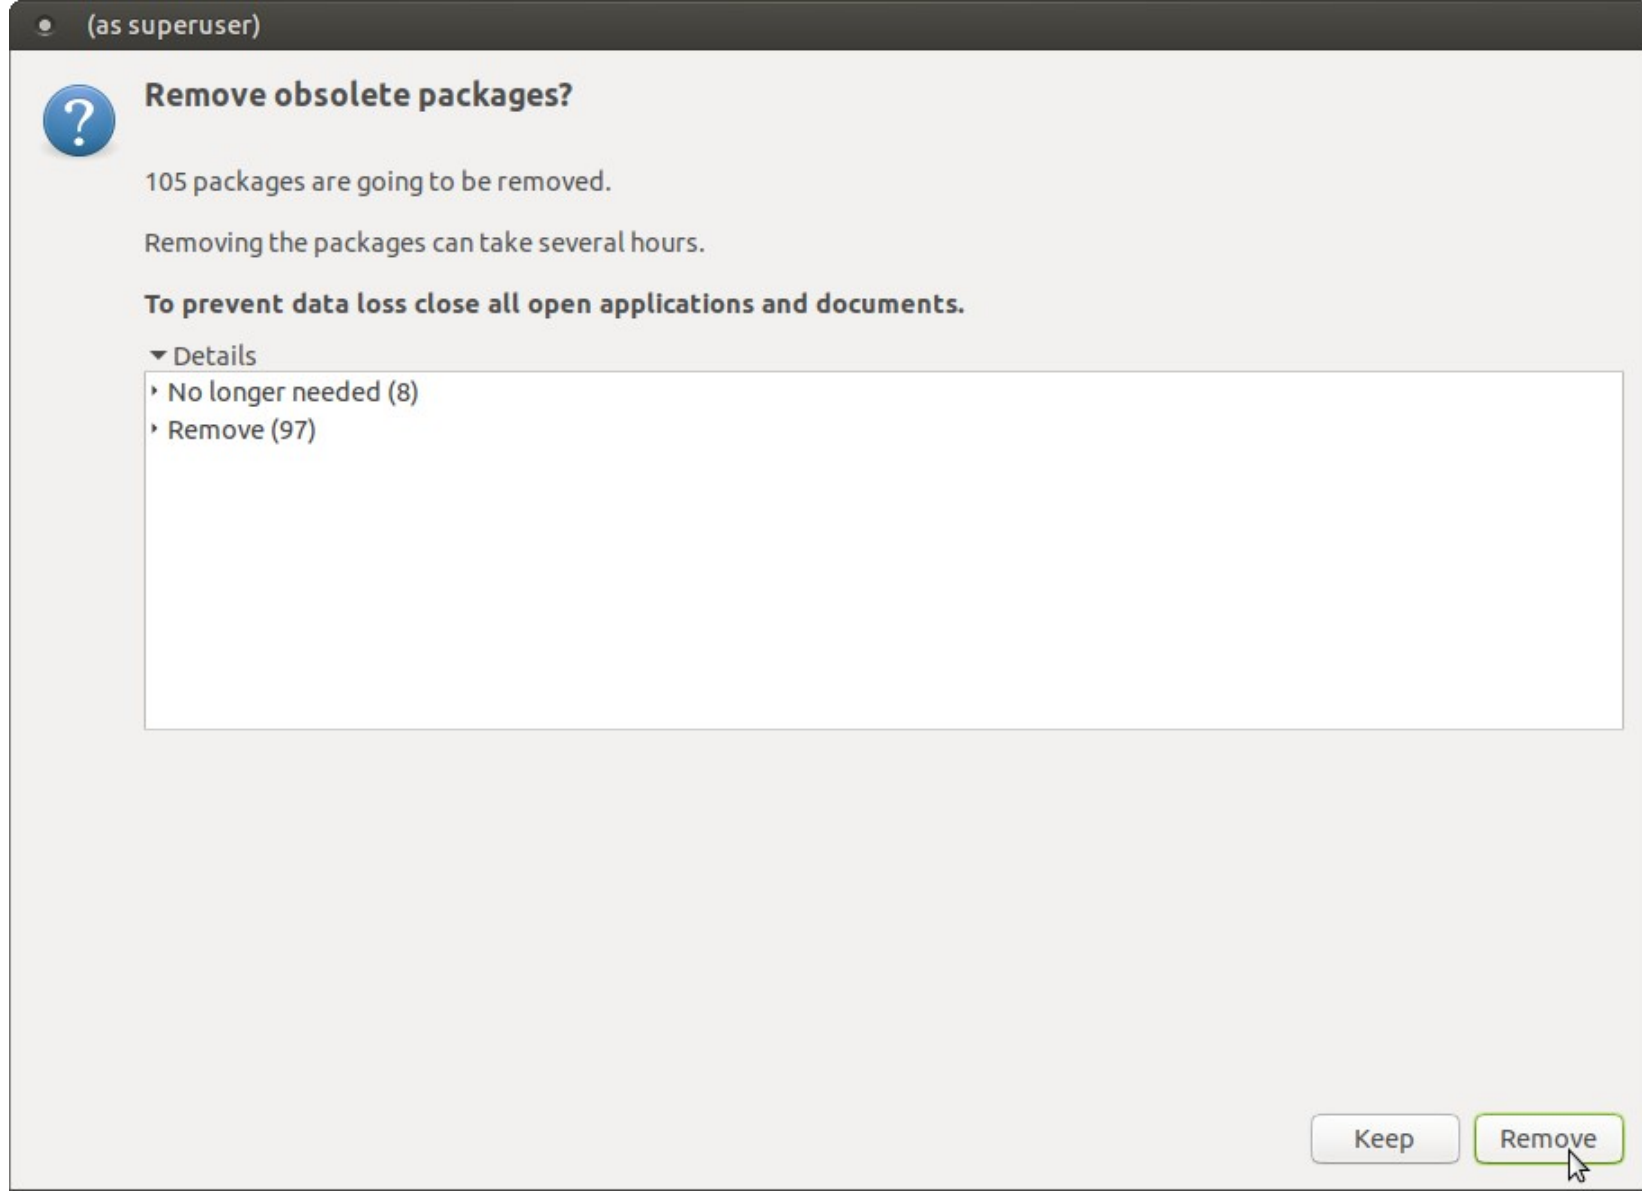 (as superuser)
Remove obsolete packages?
105 packages are going to be removed.
Removing the packages can take several hours.
To prevent data loss close all open applications and documents.
Details
No longer needed (8)
Remove (97)
Keep
Remove